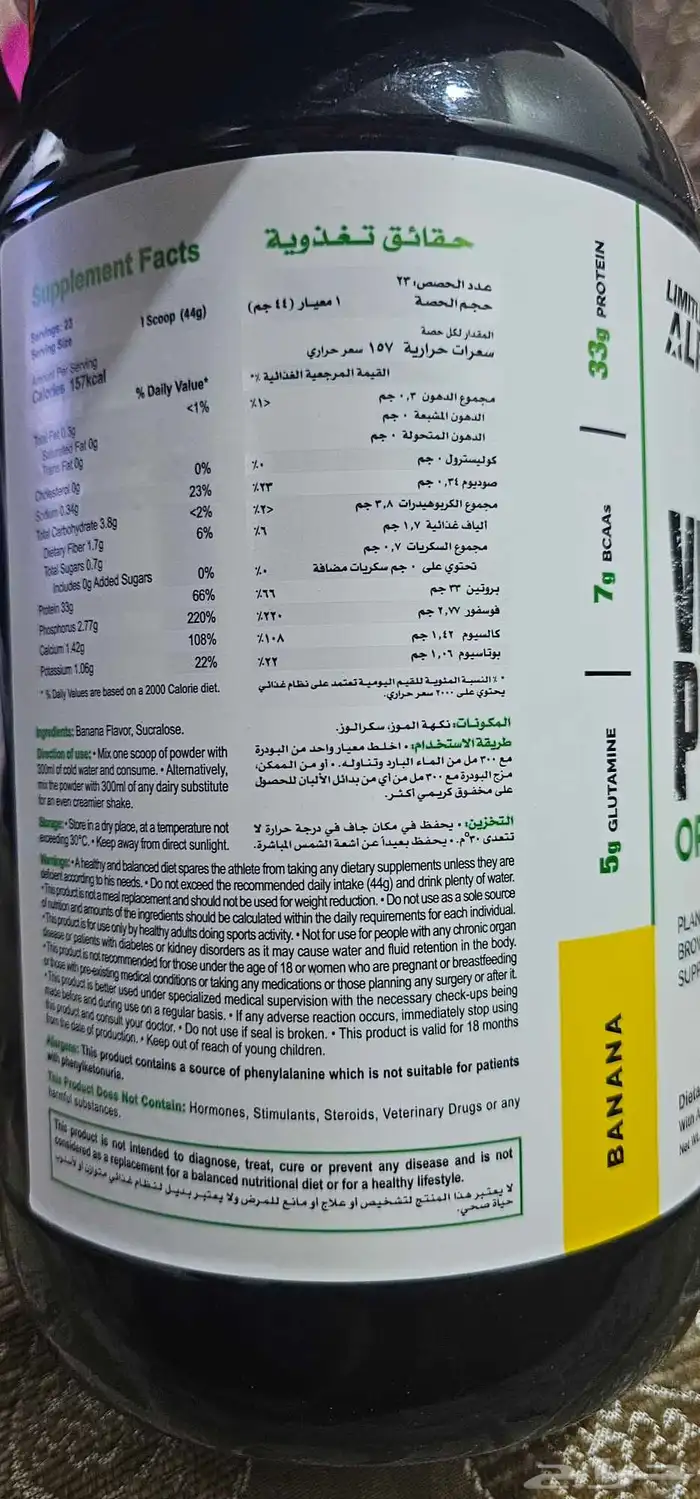 Supplement Facts
حقائق تغذوية
Servings: 23
Serving Size
1 Scoop (44g)
عدد الحصص: ٢٣
حجم الحصة
١ معيار (٤٤ جم)
Amount Per Serving
Calories 157kcal
المقدار لكل حصة
سعرات حرارية ١٥٧ سعر حراري
% Daily Value*
القيمة المرجعية الغذائية %*
Total Fat 0.3g <1%
Saturated Fat 0g
Trans Fat 0g
Cholesterol 0g 0%
Sodium 0.34g 23%
Total Carbohydrate 3.8g <2%
Dietary Fiber 1.7g 6%
Total Sugars 0.7g
Includes 0g Added Sugars 0%
Protein 33g 66%
Phosphorus 2.77g 220%
Calcium 1.42g 108%
Potassium 1.06g 22%
مجموع الدهون ٠,٣ جم <١٪
الدهون المشبعة ٠ جم
الدهون المتحولة ٠ جم
كوليسترول ٠ جم ٠٪
صوديوم ٠,٣٤ جم ٢٣٪
مجموع الكربوهيدرات ٣,٨ جم <٢٪
ألياف غذائية ١,٧ جم ٦٪
مجموع السكريات ٠,٧ جم
تحتوي على ٠ جم سكريات مضافة ٠٪
بروتين ٣٣ جم ٦٦٪
فوسفور ٢,٧٧ جم ٢٢٠٪
كالسيوم ١,٤٢ جم ١٠٨٪
بوتاسيوم ١,٠٦ جم ٢٢٪
* % Daily Values are based on a 2000 Calorie diet.
* ٪ النسبة المئوية للقيم اليومية تعتمد على نظام غذائي
يحتوي على ٢٠٠٠ سعر حراري.
Ingredients: Banana Flavor, Sucralose.
Direction of use: • Mix one scoop of powder with
300ml of cold water and consume. • Alternatively,
mix the powder with 300ml of any dairy substitute
for an even creamier shake.
Storage: • Store in a dry place, at a temperature not
exceeding 30°C. • Keep away from direct sunlight.
المكونات: نكهة الموز، سكرالوز.
طريقة الاستخدام: • اخلط معيار واحد من البودرة
مع ٣٠٠ مل من الماء البارد وتناوله. • أو من الممكن،
مزج البودرة مع ٣٠٠ مل من أي من بدائل الألبان للحصول
على مخفوق كريمي أكثر.
التخزين: • يحفظ في مكان جاف في درجة حرارة لا
تتعدى ٣٠°م. • يحفظ بعيداً عن أشعة الشمس المباشرة.
Warnings: • A healthy and balanced diet spares the athlete from taking any dietary supplements unless they are
deficient according to his needs. • Do not exceed the recommended daily intake (44g) and drink plenty of water.
• This product is not a meal replacement and should not be used for weight reduction. • Do not use as a sole source
of nutrition and amounts of the ingredients should be calculated within the daily requirements for each individual.
• This product is for use only by healthy adults doing sports activity. • Not for use for people with any chronic organ
disease or patients with diabetes or kidney disorders as it may cause water and fluid retention in the body.
• This product is not recommended for those under the age of 18 or women who are pregnant or breastfeeding
or those with pre-existing medical conditions or taking any medications or those planning any surgery or after it.
• This product is better used under specialized medical supervision with the necessary check-ups being
made before and during use on a regular basis. • If any adverse reaction occurs, immediately stop using
this product and consult your doctor. • Do not use if seal is broken. • This product is valid for 18 months
from the date of production. • Keep out of reach of young children.
Allergens: This product contains a source of phenylalanine which is not suitable for patients
with phenylketonuria.
This Product Does Not Contain: Hormones, Stimulants, Steroids, Veterinary Drugs or any
harmful substances.
This product is not intended to diagnose, treat, cure or prevent any disease and is not
considered as a replacement for a balanced nutritional diet or for a healthy lifestyle.
لا يعتبر هذا المنتج لتشخيص او علاج او مانع للمرض ولا يعتبر بديل لنظام غذائي متوازن او لأسلوب
حياة صحي.
33g PROTEIN
7g BCAAs
5g GLUTAMINE
BANANA
LIMIT
AL
P
OR
PLAN
BRO
SUPP
Dieta
With
Net
حراج